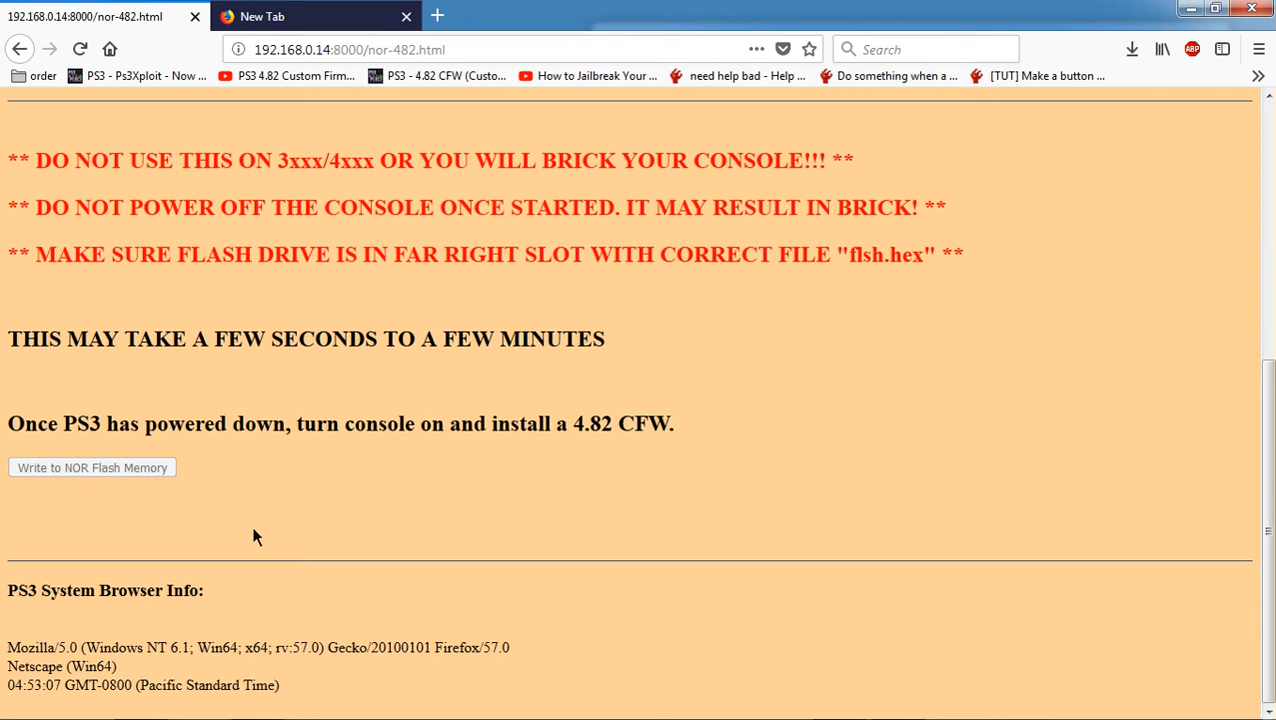 192.168.0.14:8000/nor-482.html
New Tab
192.168.0.14:8000/nor-482.html
Search
ABP
order
PS3 - Ps3Xploit - Now ...
PS3 4.82 Custom Firm...
PS3 - 4.82 CFW (Custo...
How to Jailbreak Your ...
need help bad - Help ...
Do something when a ...
[TUT] Make a button ...
** DO NOT USE THIS ON 3xxx/4xxx OR YOU WILL BRICK YOUR CONSOLE!!! **
** DO NOT POWER OFF THE CONSOLE ONCE STARTED. IT MAY RESULT IN BRICK! **
** MAKE SURE FLASH DRIVE IS IN FAR RIGHT SLOT WITH CORRECT FILE "flsh.hex" **
THIS MAY TAKE A FEW SECONDS TO A FEW MINUTES
Once PS3 has powered down, turn console on and install a 4.82 CFW.
Write to NOR Flash Memory
PS3 System Browser Info:
Mozilla/5.0 (Windows NT 6.1; Win64; x64; rv:57.0) Gecko/20100101 Firefox/57.0
Netscape (Win64)
04:53:07 GMT-0800 (Pacific Standard Time)